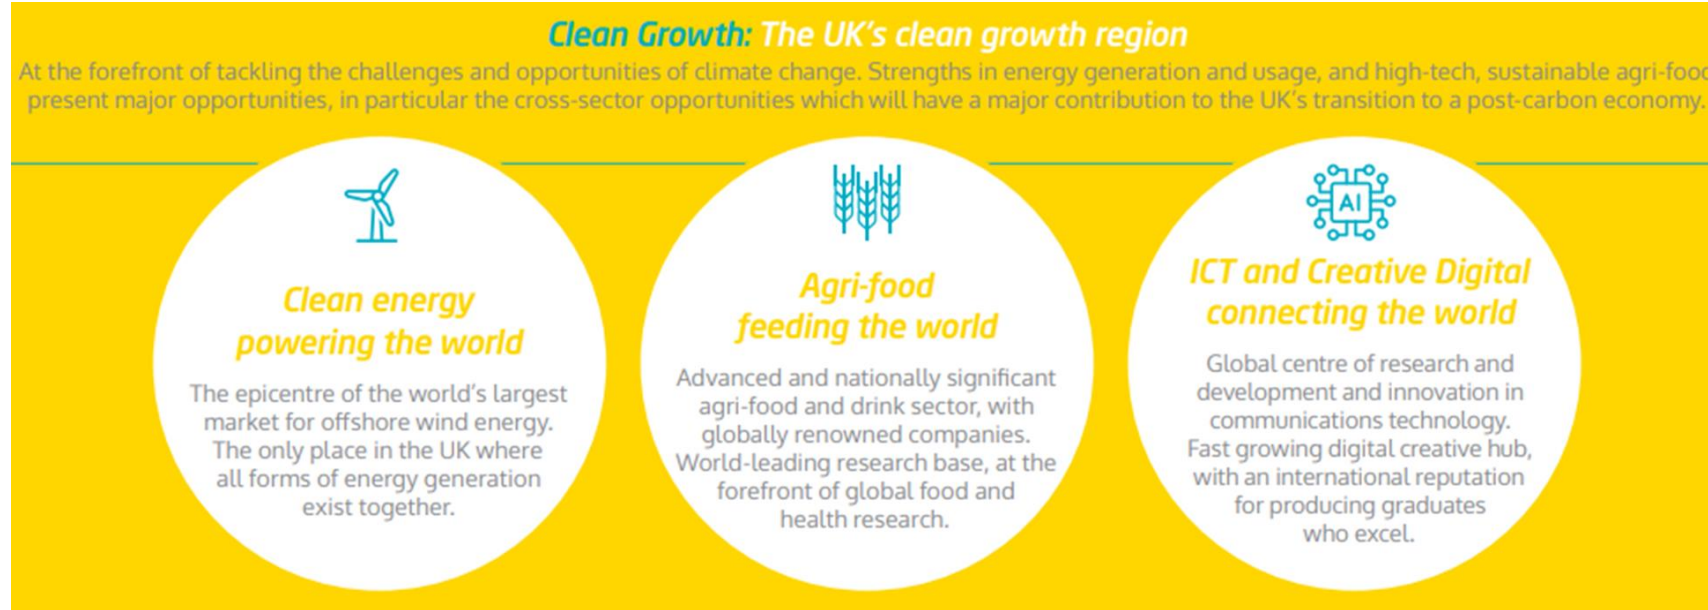 Clean Growth: The UK's clean growth region
At the forefront of tackling the challenges and opportunities of climate change. Strengths in energy generation and usage, and high-tech, sustainable agri-food
present major opportunities, in particular the cross-sector opportunities which will have a major contribution to the UK's transition to a post-carbon economy.
Clean energy
powering the world
The epicentre of the world's largest
market for offshore wind energy.
The only place in the UK where
all forms of energy generation
exist together.
Agri-food
feeding the world
Advanced and nationally significant
agri-food and drink sector, with
globally renowned companies.
World-leading research base, at the
forefront of global food and
health research.
AI
ICT and Creative Digital
connecting the world
Global centre of research and
development and innovation in
communications technology.
Fast growing digital creative hub,
with an international reputation
for producing graduates
who excel.